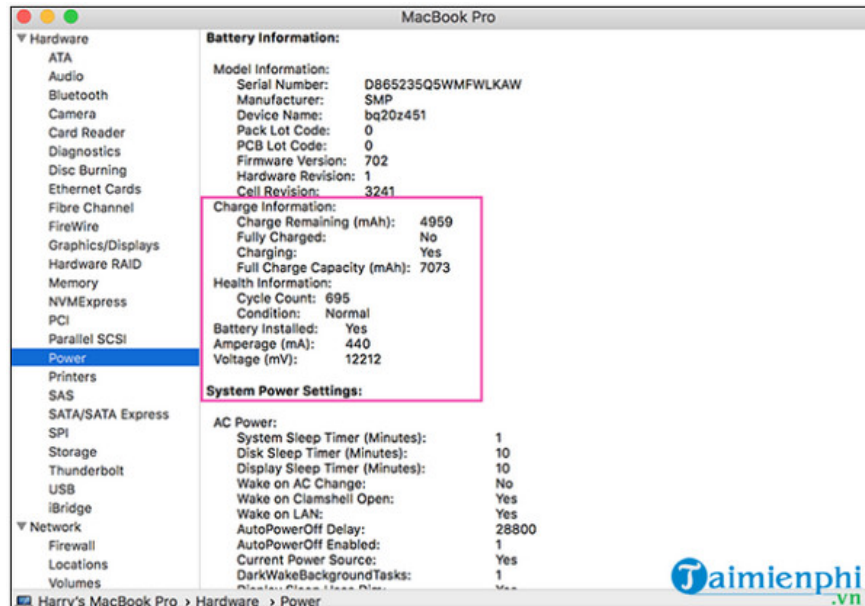 MacBook Pro
Hardware
ATA
Audio
Bluetooth
Camera
Card Reader
Diagnostics
Disc Burning
Ethernet Cards
Fibre Channel
FireWire
Graphics/Displays
Hardware RAID
Memory
NVMExpress
PCI
Parallel SCSI
Power
Printers
SAS
SATA/SATA Express
SPI
Storage
Thunderbolt
USB
iBridge
Network
Firewall
Locations
Volumes
Battery Information:
Model Information:
Serial Number: D865235Q5WMFWLKAW
Manufacturer: SMP
Device Name: bq20z451
Pack Lot Code: 0
PCB Lot Code: 0
Firmware Version: 702
Hardware Revision: 1
Cell Revision: 3241
Charge Information:
Charge Remaining (mAh): 4959
Fully Charged: No
Charging: Yes
Full Charge Capacity (mAh): 7073
Health Information:
Cycle Count: 695
Condition: Normal
Battery Installed: Yes
Amperage (mA): 440
Voltage (mV): 12212
System Power Settings:
AC Power:
System Sleep Timer (Minutes): 1
Disk Sleep Timer (Minutes): 10
Display Sleep Timer (Minutes): 10
Wake on AC Change: No
Wake on Clamshell Open: Yes
Wake on LAN: Yes
AutoPowerOff Delay: 28800
AutoPowerOff Enabled: 1
Current Power Source: Yes
DarkWakeBackgroundTasks: 1
Harry's MacBook Pro › Hardware › Power
Taimienphi
.vn